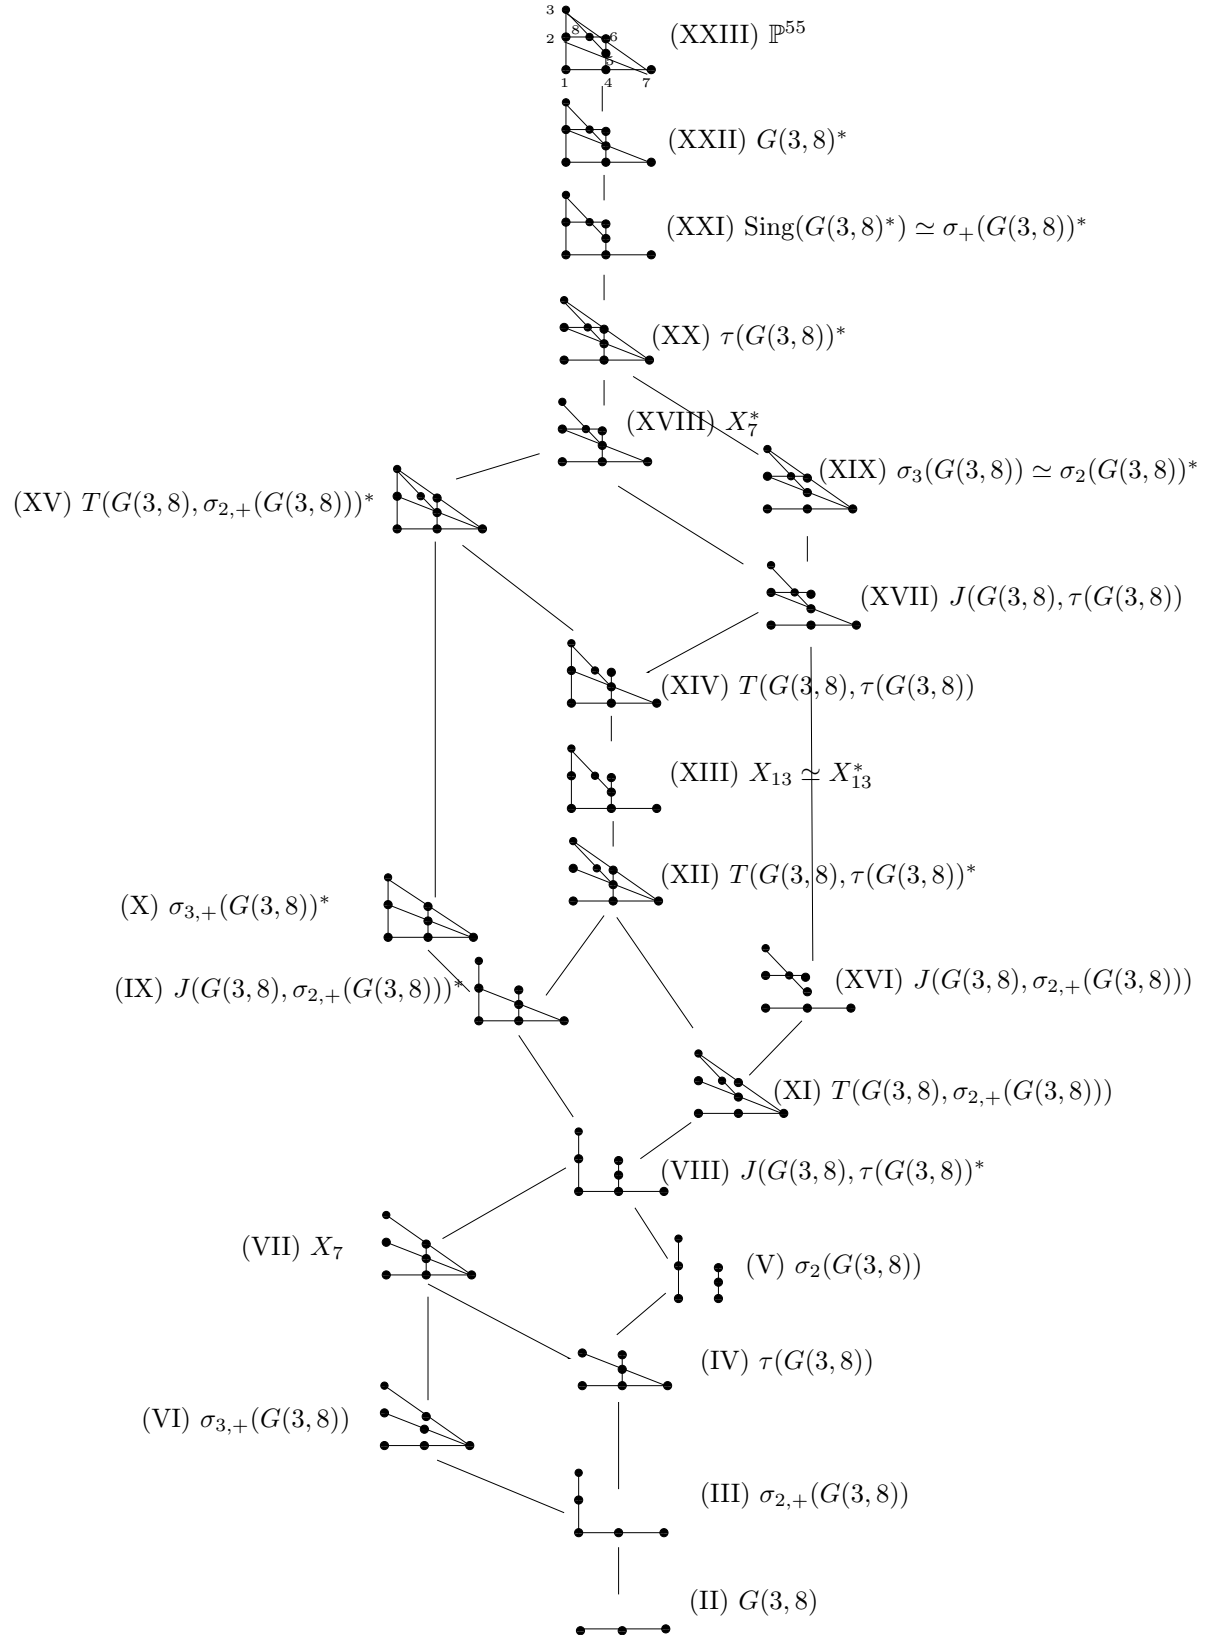 3
8
2
6
5
1
4
7
(XXIII) ℙ⁵⁵
(XXII) G(3, 8)*
(XXI) Sing(G(3, 8)*) ≃ σ₊(G(3, 8))*
(XX) τ(G(3, 8))*
(XVIII) X₇*
(XIX) σ₃(G(3, 8)) ≃ σ₂(G(3, 8))*
(XV) T(G(3, 8), σ₂,₊(G(3, 8)))*
(XVII) J(G(3, 8), τ(G(3, 8))
(XIV) T(G(3, 8), τ(G(3, 8))
(XIII) X₁₃ ≃ X₁₃*
(XII) T(G(3, 8), τ(G(3, 8))*
(X) σ₃,₊(G(3, 8))*
(IX) J(G(3, 8), σ₂,₊(G(3, 8)))*
(XVI) J(G(3, 8), σ₂,₊(G(3, 8)))
(XI) T(G(3, 8), σ₂,₊(G(3, 8)))
(VIII) J(G(3, 8), τ(G(3, 8))*
(VII) X₇
(V) σ₂(G(3, 8))
(IV) τ(G(3, 8))
(VI) σ₃,₊(G(3, 8))
(III) σ₂,₊(G(3, 8))
(II) G(3, 8)